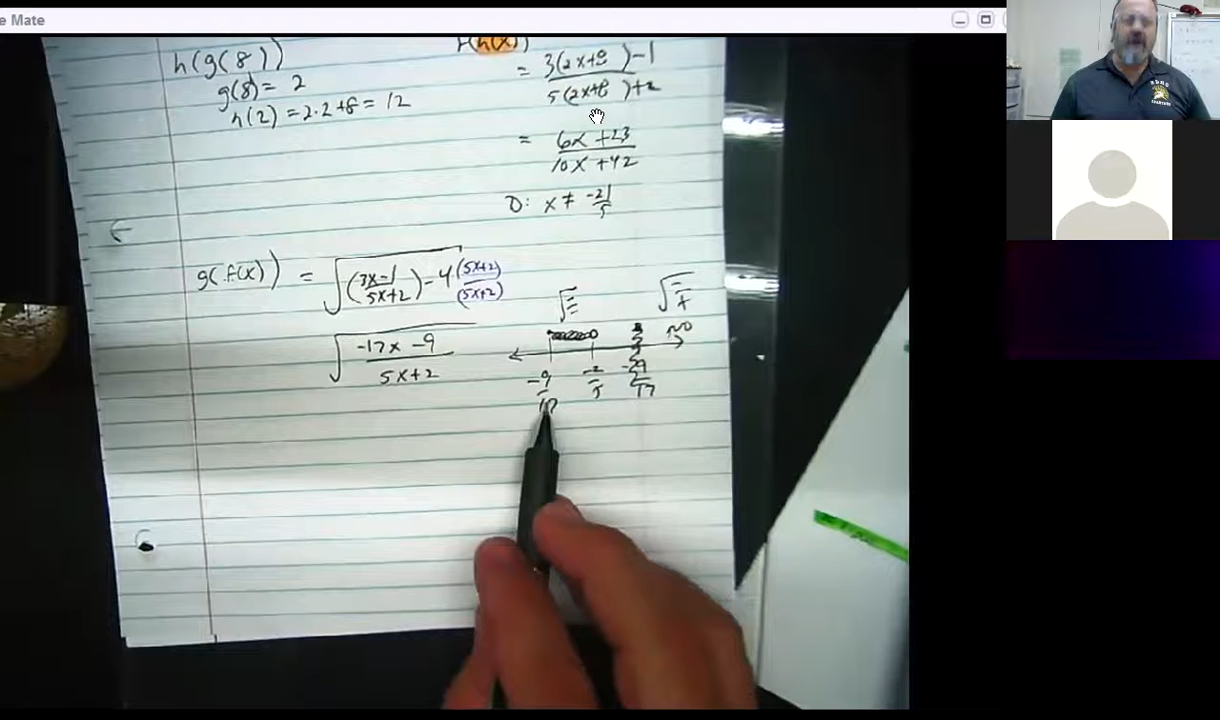 e Mate
h(g(8))
g(8) = 2
h(2) = 2·2+8 = 12
f(h(x))
= 3(2x+8 ) -1
5(2x+8 )+2
= 6x +23
10x +42
D: x ≠ -21
5
g(f(x)) = √(3x-1
5x+2) - 4 (5x+2)
(5x+2)
√-17x -9
5x+2
NO
-9
17
-2
5